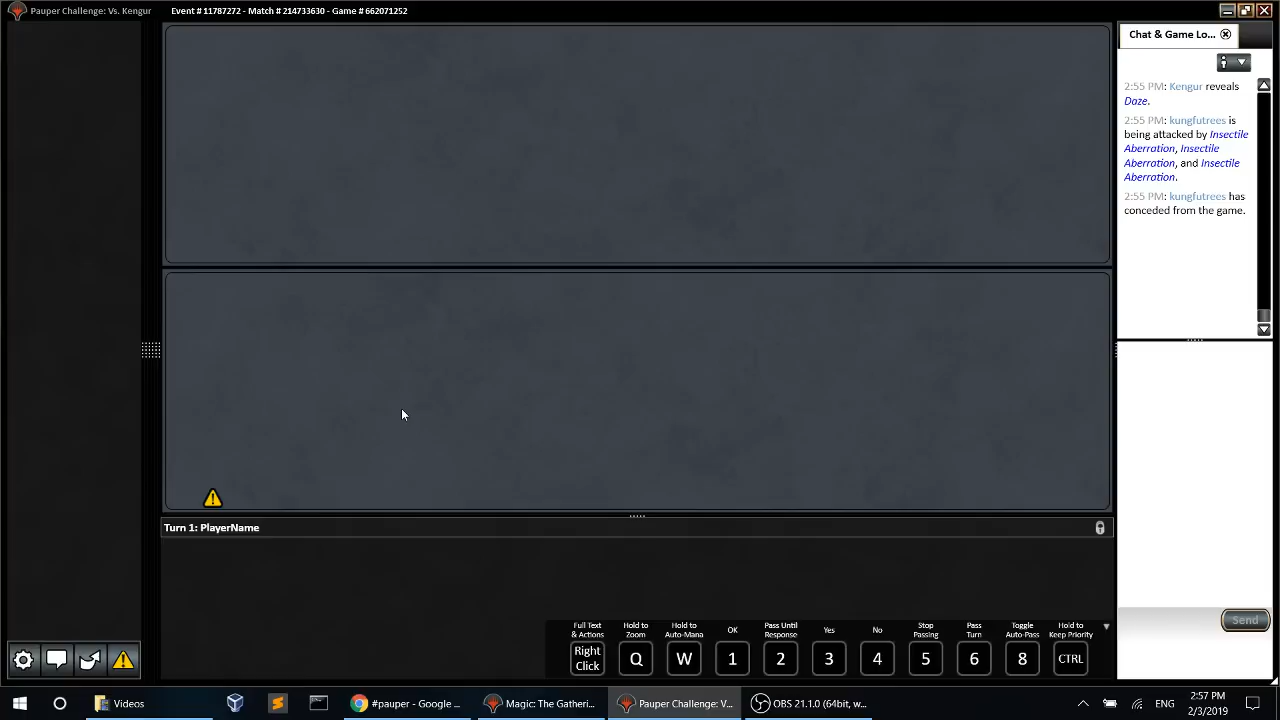 Pauper Challenge: Vs. Kengur
Event # 11787272 - Match # 214733630 - Game # 662071252
Chat & Game Lo...
2:55 PM: Kengur reveals
Daze.
2:55 PM: kungfutrees is
being attacked by Insectile
Aberration, Insectile
Aberration, and Insectile
Aberration.
2:55 PM: kungfutrees has
conceded from the game.
Turn 1: PlayerName
Full Text
& Actions
Right
Click
Hold to
Zoom
Q
Hold to
Auto-Mana
W
OK
1
Pass Until
Response
2
Yes
3
No
4
Stop
Passing
5
Pass
Turn
6
Toggle
Auto-Pass
8
Hold to
Keep Priority
CTRL
Send
Videos
#pauper - Google ...
Magic: The Gatheri...
Pauper Challenge: V...
OBS 21.1.0 (64bit, w...
ENG
2:57 PM
2/3/2019